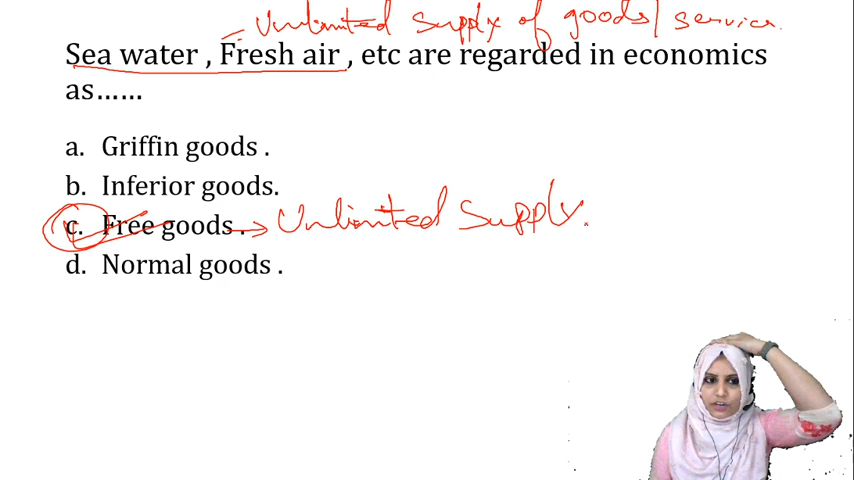 Unlimited supply of goods/ service.
Sea water , Fresh air , etc are regarded in economics
as......
a. Griffin goods .
b. Inferior goods.
c. Free goods . → Unlimited Supply.
d. Normal goods .